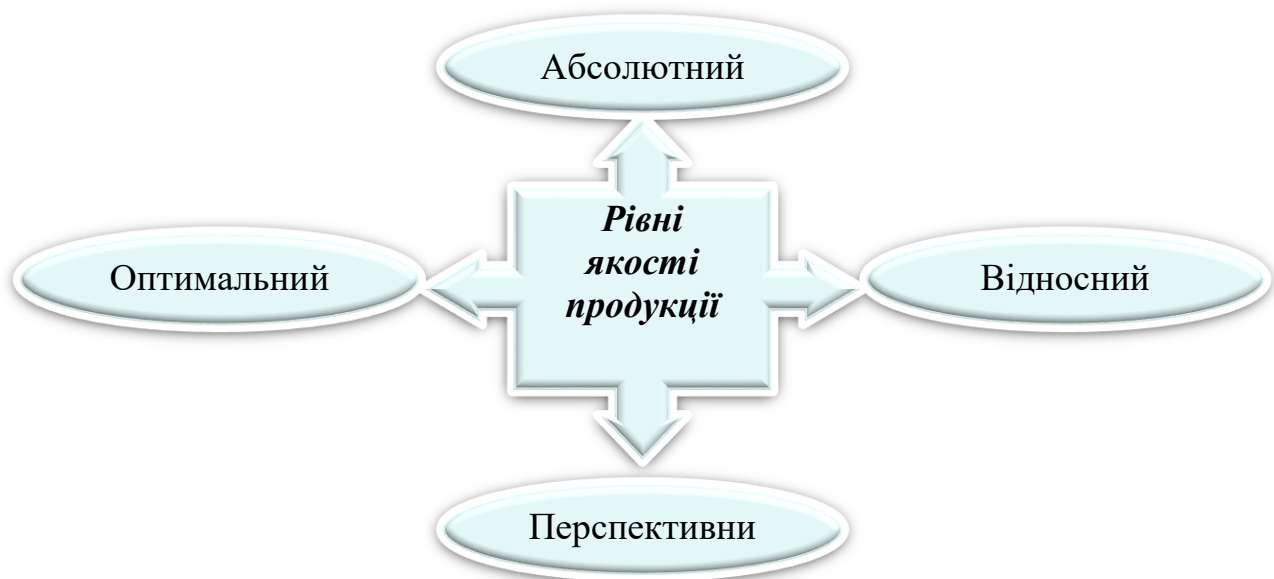 Абсолютний
Рівні
якості
продукції
Оптимальний
Відносний
Перспективни